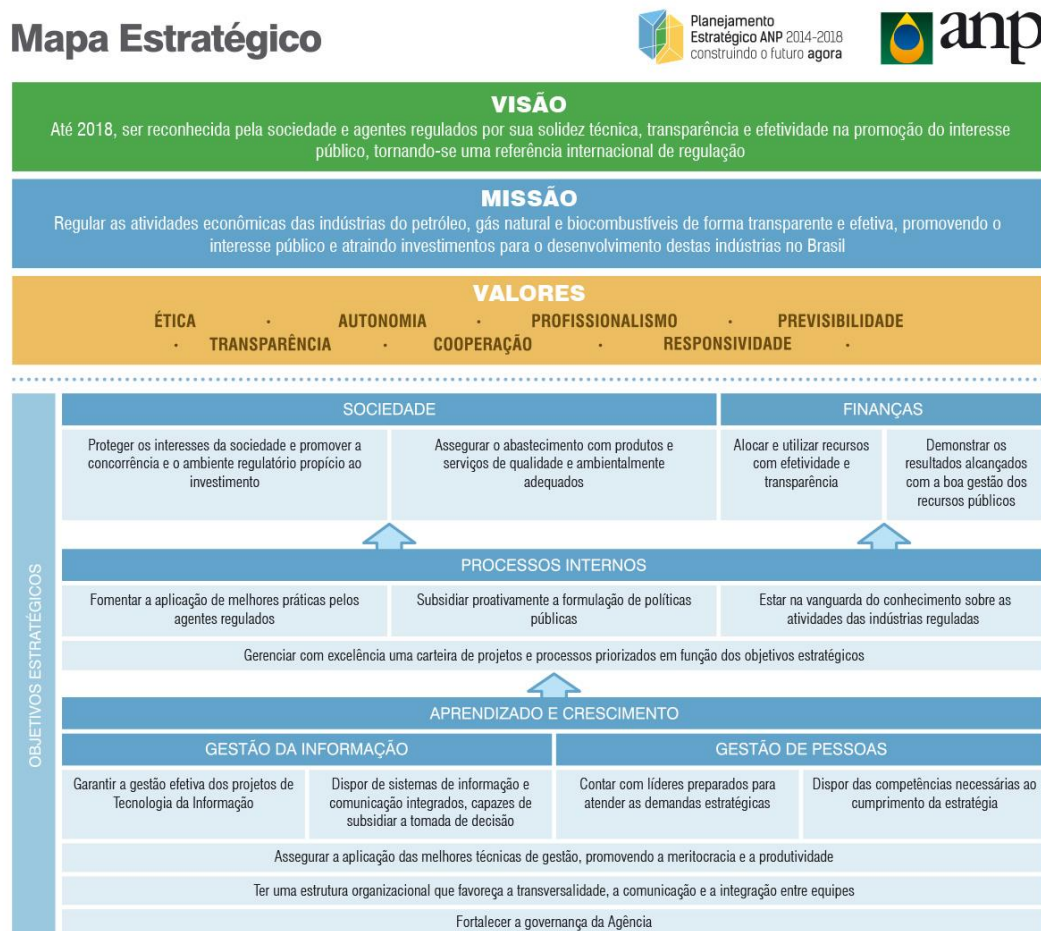 Mapa Estratégico
Planejamento
Estratégico ANP 2014-2018
construindo o futuro agora
anp
VISÃO
Até 2018, ser reconhecida pela sociedade e agentes regulados por sua solidez técnica, transparência e efetividade na promoção do interesse
público, tornando-se uma referência internacional de regulação
MISSÃO
Regular as atividades econômicas das indústrias do petróleo, gás natural e biocombustíveis de forma transparente e efetiva, promovendo o
interesse público e atraindo investimentos para o desenvolvimento destas indústrias no Brasil
VALORES
ÉTICA · AUTONOMIA · PROFISSIONALISMO · PREVISIBILIDADE
· TRANSPARÊNCIA · COOPERAÇÃO · RESPONSIVIDADE ·
OBJETIVOS ESTRATÉGICOS
SOCIEDADE
Proteger os interesses da sociedade e promover a
concorrência e o ambiente regulatório propício ao
investimento
Assegurar o abastecimento com produtos e
serviços de qualidade e ambientalmente
adequados
FINANÇAS
Alocar e utilizar recursos
com efetividade e
transparência
Demonstrar os
resultados alcançados
com a boa gestão dos
recursos públicos
PROCESSOS INTERNOS
Fomentar a aplicação de melhores práticas pelos
agentes regulados
Subsidiar proativamente a formulação de políticas
públicas
Estar na vanguarda do conhecimento sobre as
atividades das indústrias reguladas
Gerenciar com excelência uma carteira de projetos e processos priorizados em função dos objetivos estratégicos
APRENDIZADO E CRESCIMENTO
GESTÃO DA INFORMAÇÃO
Garantir a gestão efetiva dos projetos de
Tecnologia da Informação
Dispor de sistemas de informação e
comunicação integrados, capazes de
subsidiar a tomada de decisão
GESTÃO DE PESSOAS
Contar com líderes preparados para
atender as demandas estratégicas
Dispor das competências necessárias ao
cumprimento da estratégia
Assegurar a aplicação das melhores técnicas de gestão, promovendo a meritocracia e a produtividade
Ter uma estrutura organizacional que favoreça a transversalidade, a comunicação e a integração entre equipes
Fortalecer a governança da Agência